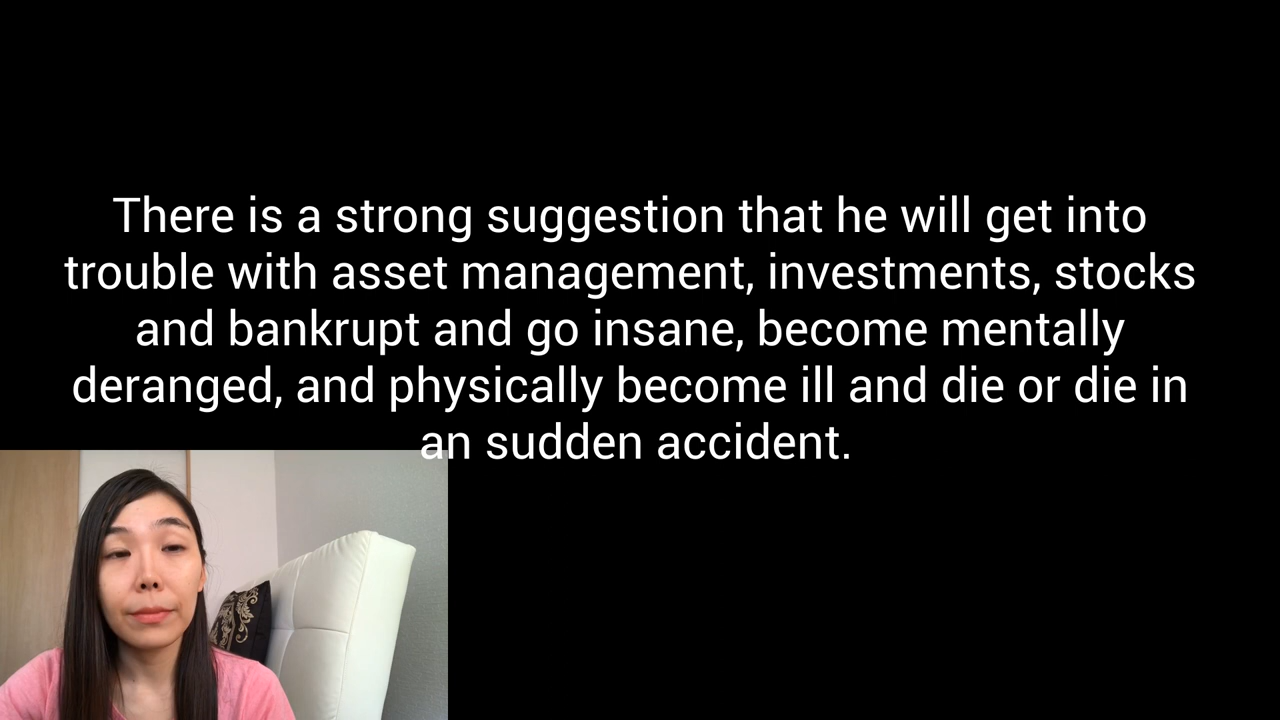 There is a strong suggestion that he will get into
trouble with asset management, investments, stocks
and bankrupt and go insane, become mentally
deranged, and physically become ill and die or die in
an sudden accident.